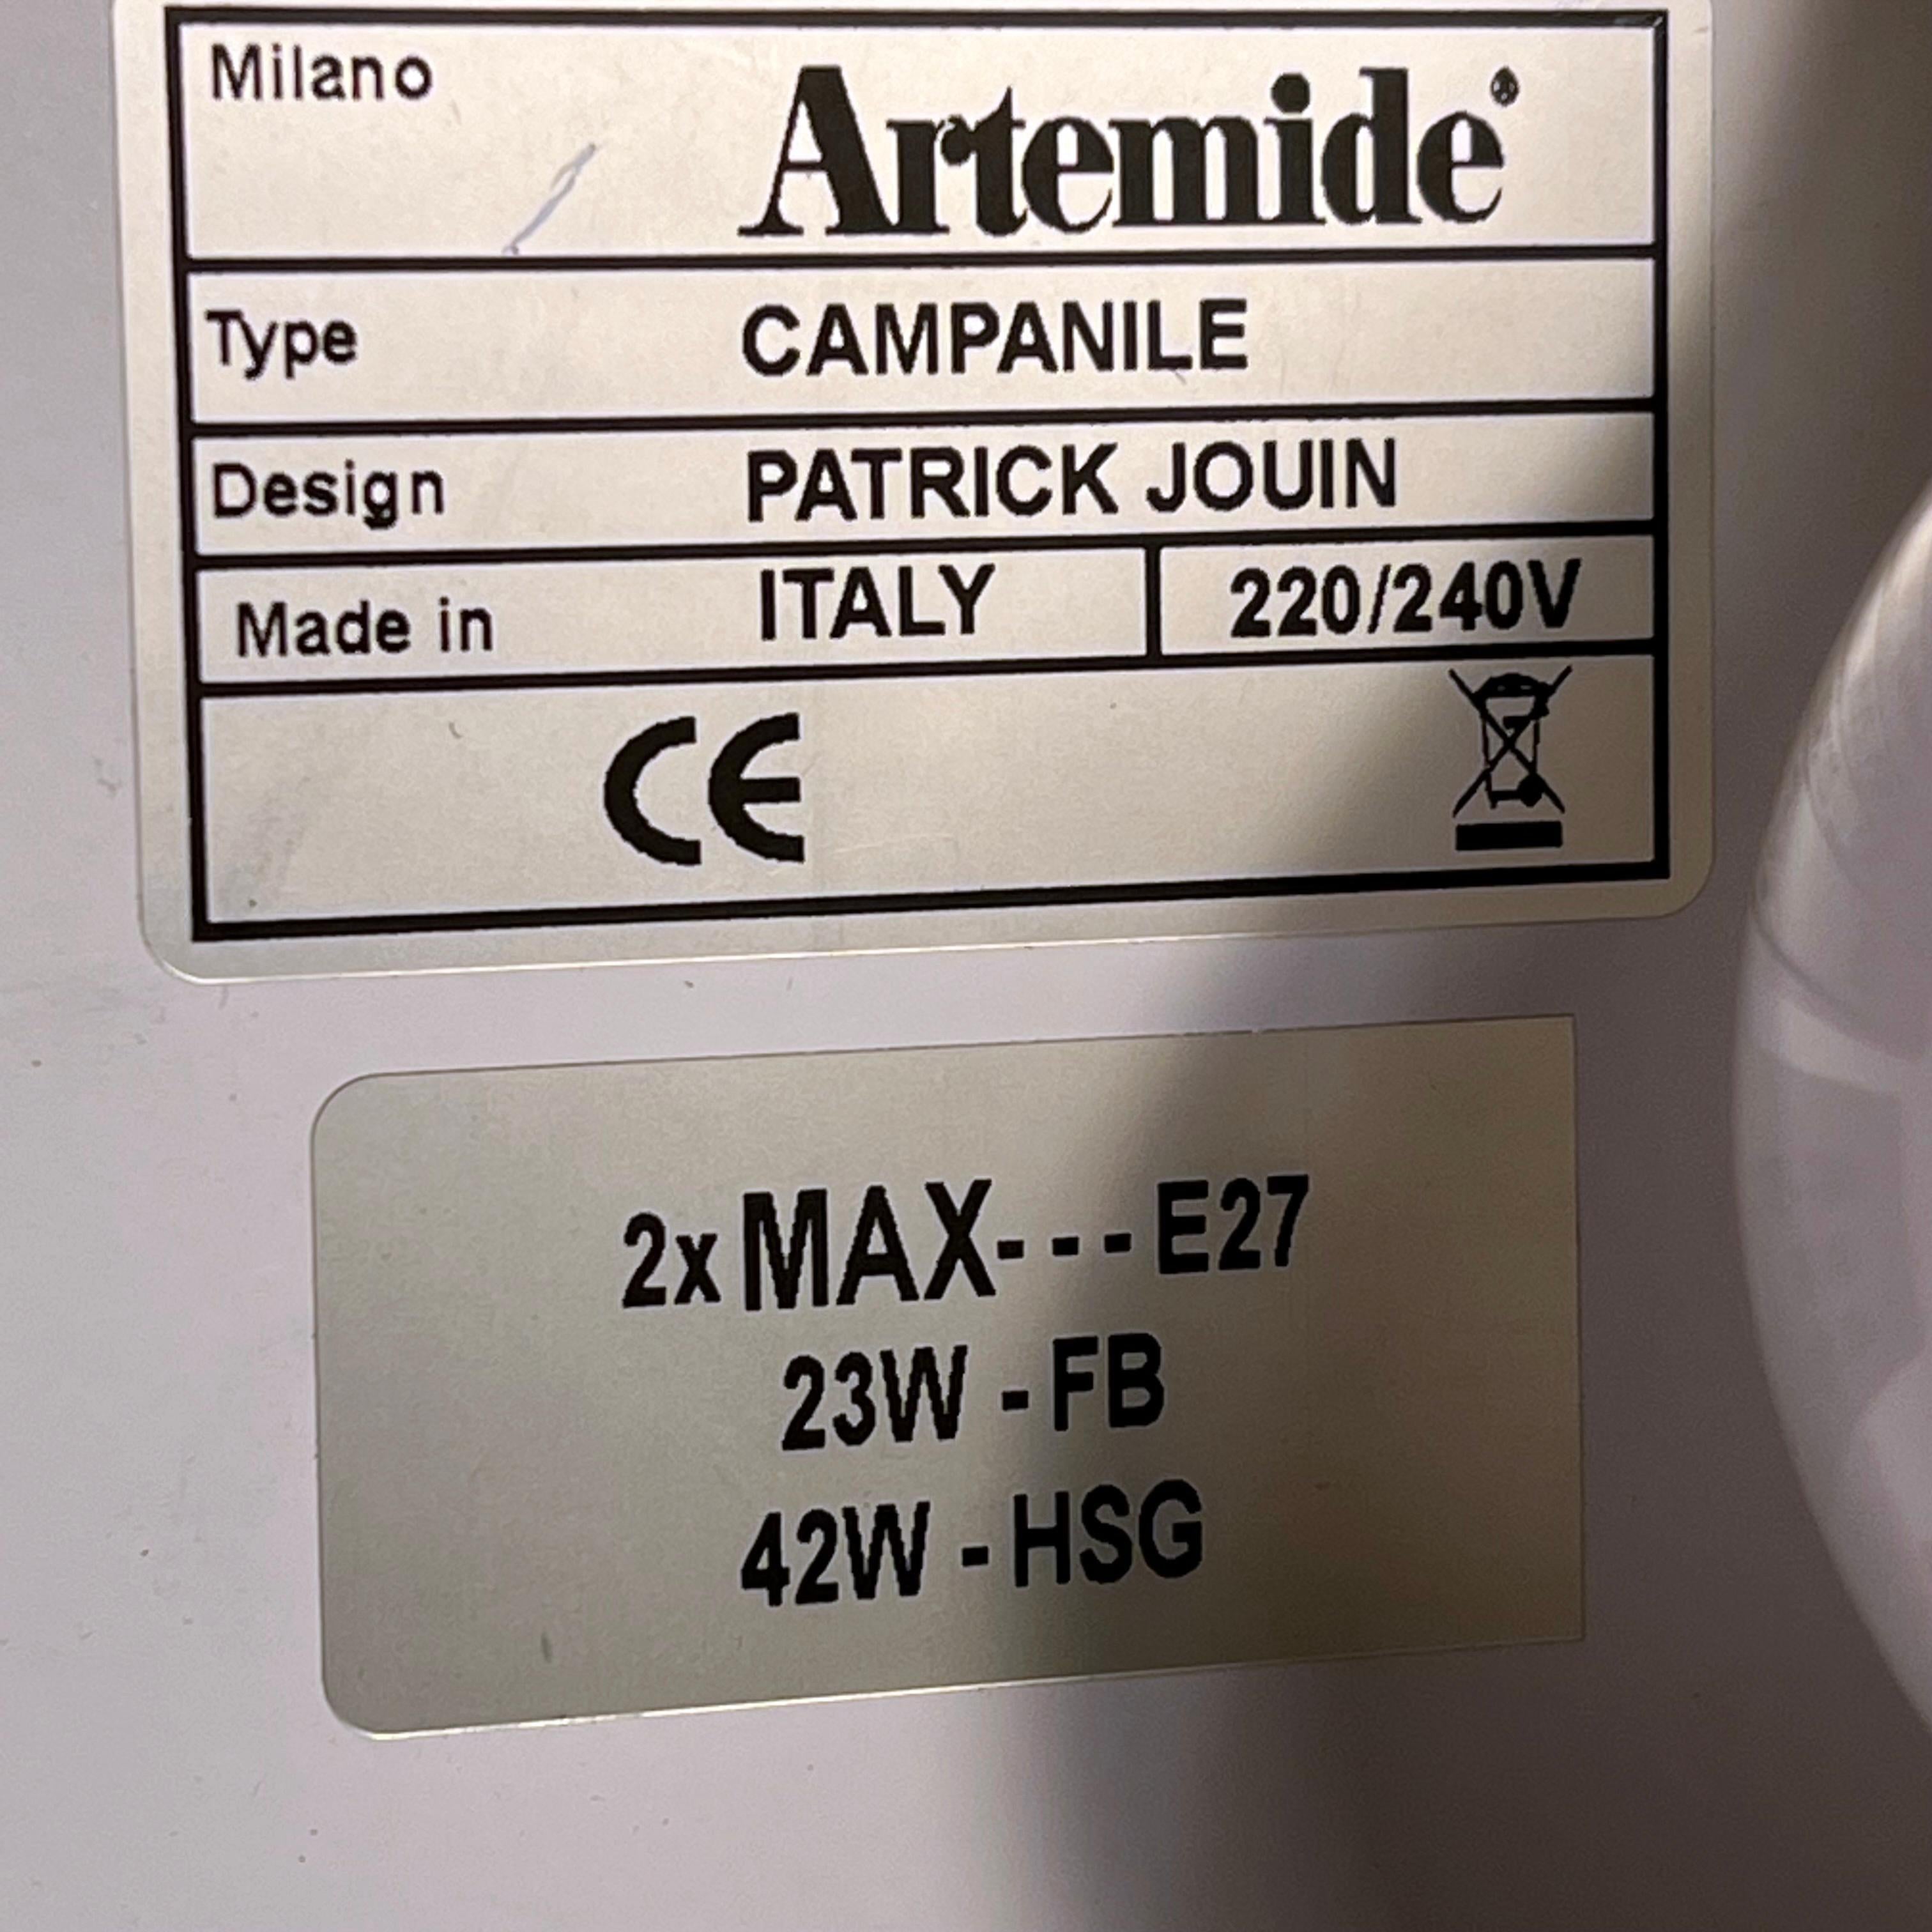 Milano
Artemide®
Type CAMPANILE
Design PATRICK JOUIN
Made in ITALY 220/240V
CE
2x MAX---E27
23W - FB
42W - HSG